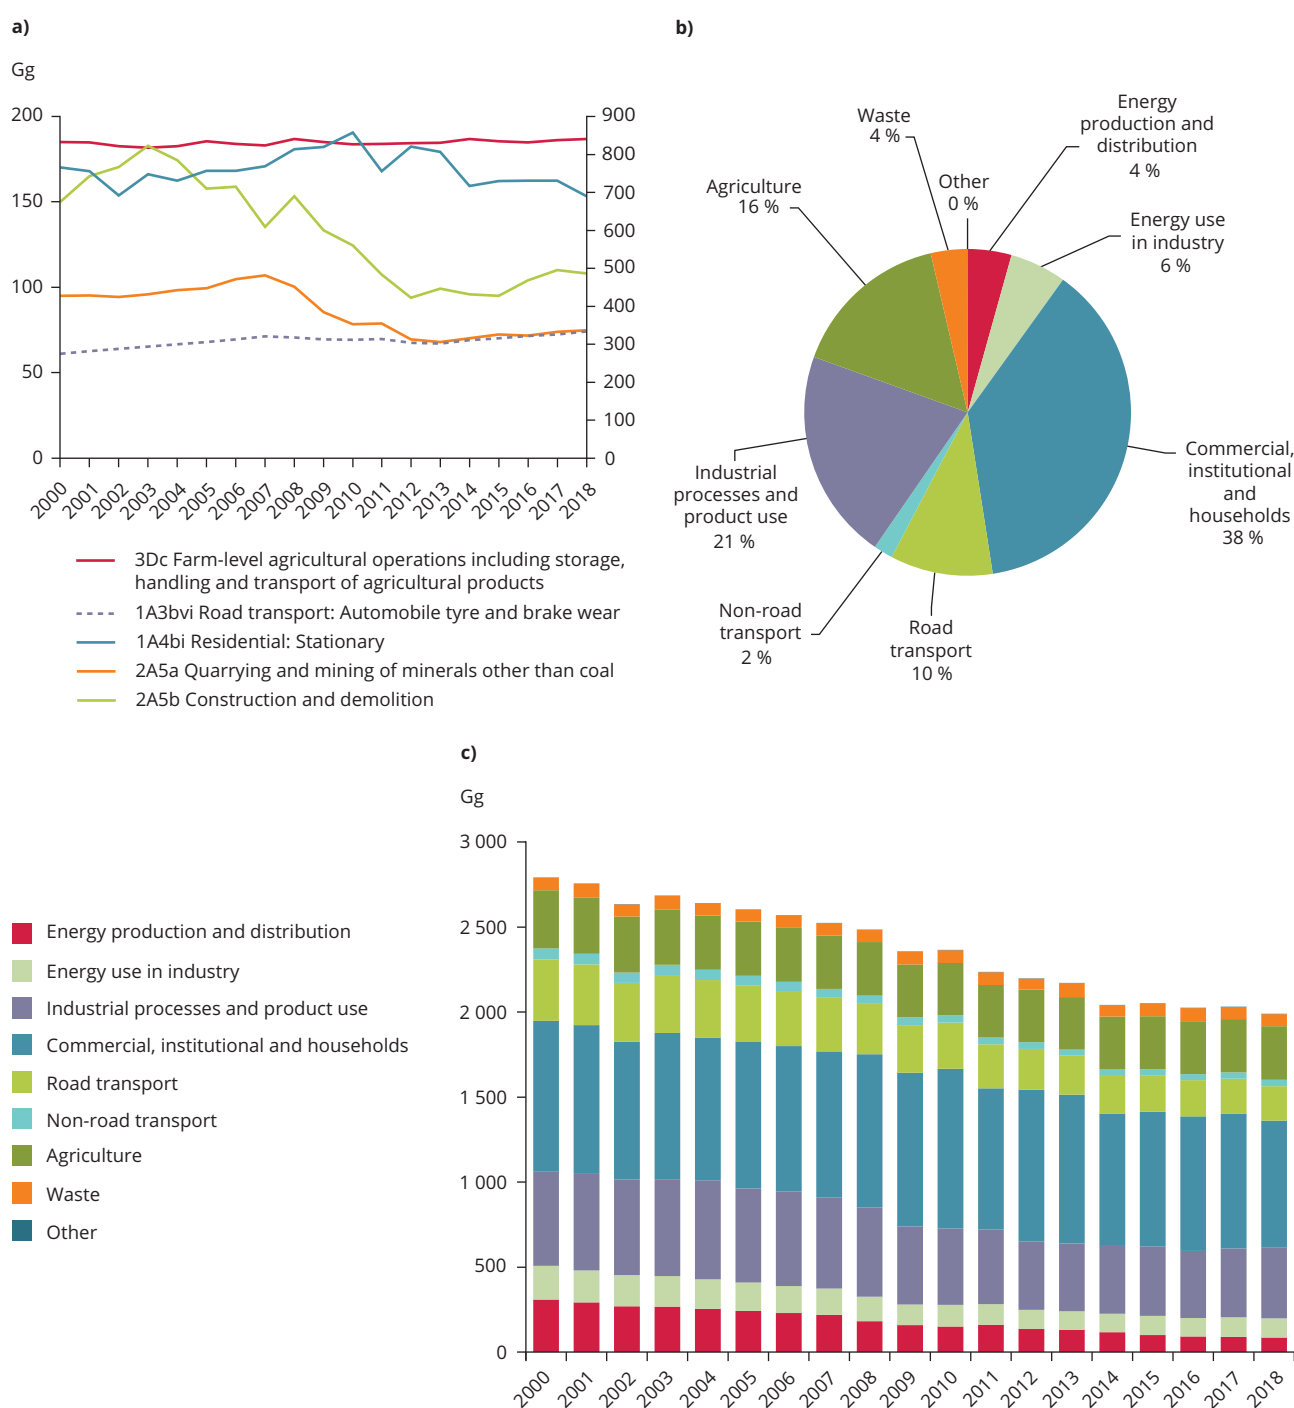 a)
Gg
200
150
100
50
0
900
800
700
600
500
400
300
200
100
0
2000
2001
2002
2003
2004
2005
2006
2007
2008
2009
2010
2011
2012
2013
2014
2015
2016
2017
2018
3Dc Farm-level agricultural operations including storage,
handling and transport of agricultural products
1A3bvi Road transport: Automobile tyre and brake wear
1A4bi Residential: Stationary
2A5a Quarrying and mining of minerals other than coal
2A5b Construction and demolition
b)
Energy
production and
distribution
4 %
Energy use
in industry
6 %
Commercial,
institutional
and
households
38 %
Road
transport
10 %
Non-road
transport
2 %
Industrial
processes and
product use
21 %
Agriculture
16 %
Waste
4 %
Other
0 %
c)
Gg
3 000
2 500
2 000
1 500
1 000
500
0
2000
2001
2002
2003
2004
2005
2006
2007
2008
2009
2010
2011
2012
2013
2014
2015
2016
2017
2018
Energy production and distribution
Energy use in industry
Industrial processes and product use
Commercial, institutional and households
Road transport
Non-road transport
Agriculture
Waste
Other